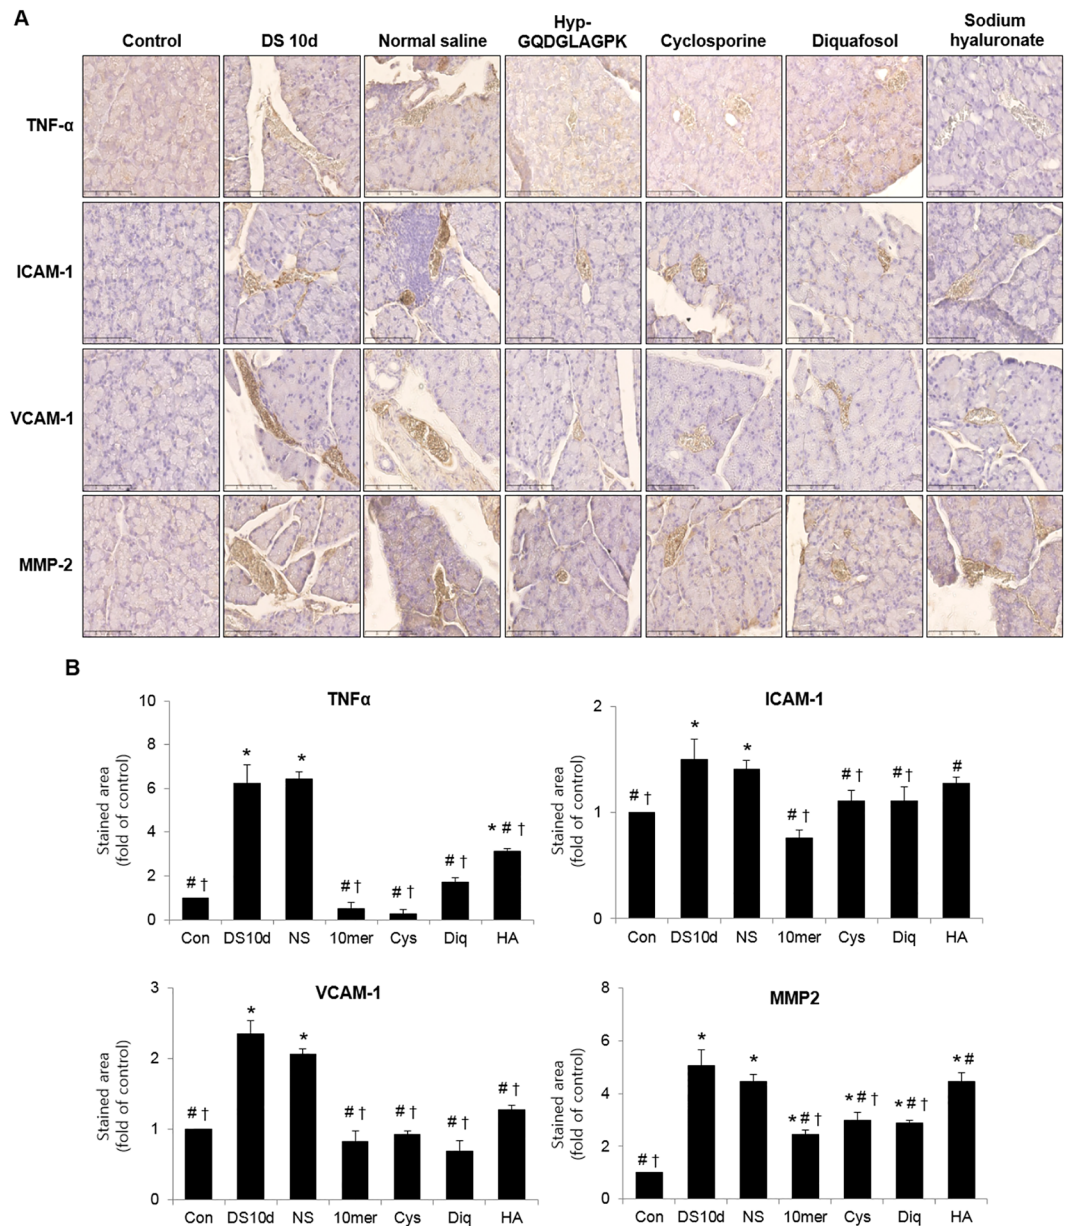 A
Control
DS 10d
Normal saline
Hyp-
GQDGLAGPK
Cyclosporine
Diquafosol
Sodium
hyaluronate
TNF-α
ICAM-1
VCAM-1
MMP-2
B
TNFα
Stained area
(fold of control)
10
8
6
4
2
0
* * * # †
# † # † # † # †
Con DS10d NS 10mer Cys Diq HA
ICAM-1
Stained area
(fold of control)
2
1
0
* * #
# † # † # † # †
Con DS10d NS 10mer Cys Diq HA
VCAM-1
Stained area
(fold of control)
3
2
1
0
* *
# † # † # † # † # †
Con DS10d NS 10mer Cys Diq HA
MMP2
Stained area
(fold of control)
8
6
4
2
0
* * * #
# † * # † * # † * # †
Con DS10d NS 10mer Cys Diq HA